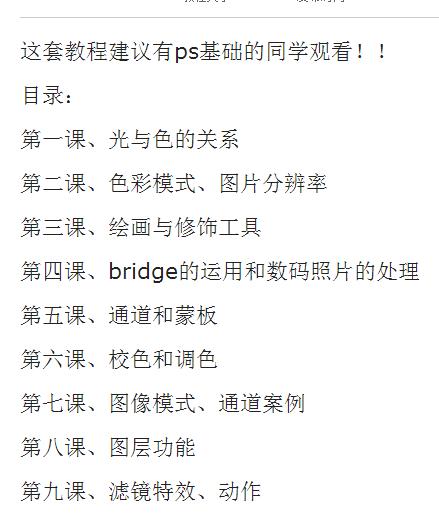 这套教程建议有ps基础的同学观看！！
目录：
第一课、光与色的关系
第二课、色彩模式、图片分辨率
第三课、绘画与修饰工具
第四课、bridge的运用和数码照片的处理
第五课、通道和蒙板
第六课、校色和调色
第七课、图像模式、通道案例
第八课、图层功能
第九课、滤镜特效、动作